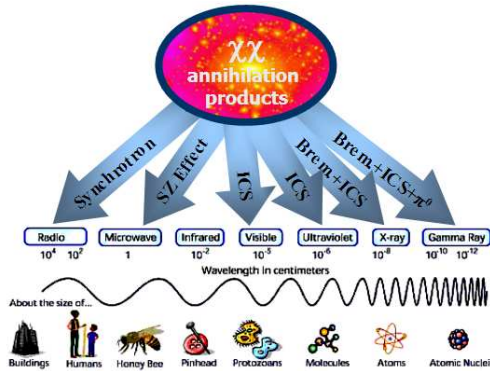 χχ
annihilation
products
Synchrotron
SZ Effect
ICS
ICS
Brem+ICS
Brem+ICS+π⁰
Radio Microwave Infrared Visible Ultraviolet X-ray Gamma Ray
10⁴ 10² 1 10⁻² 10⁻⁵ 10⁻⁶ 10⁻⁸ 10⁻¹⁰ 10⁻¹²
Wavelength in centimeters
About the size of...
Buildings Humans Honey Bee Pinhead Protozoans Molecules Atoms Atomic Nuclei